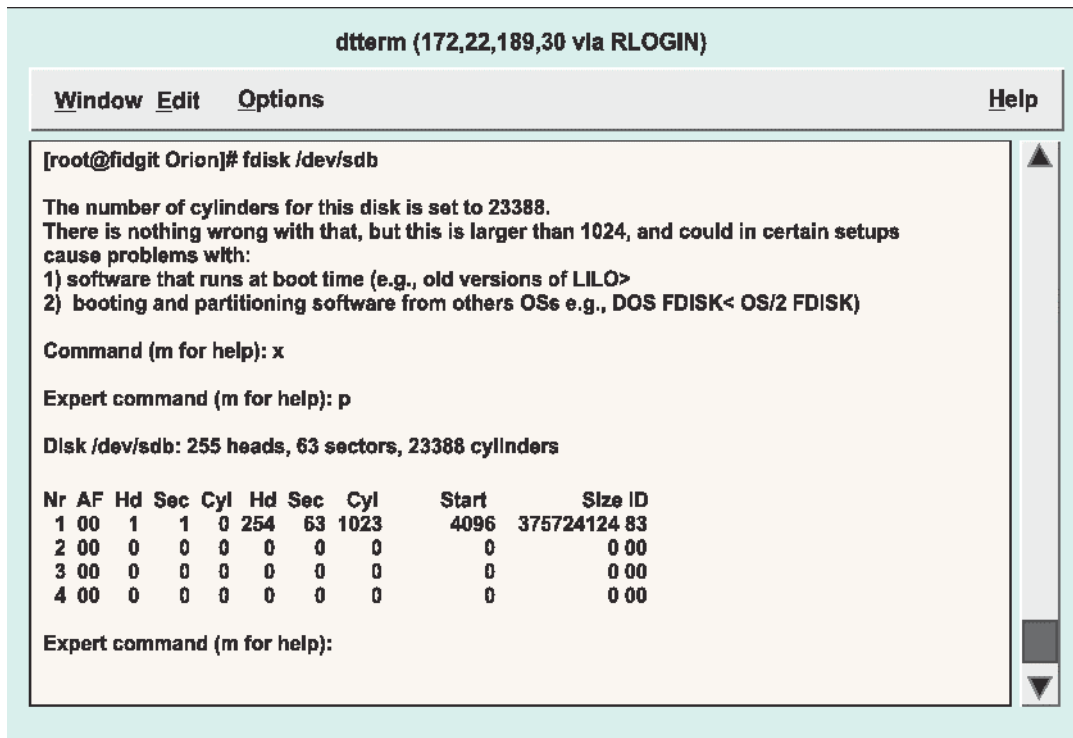 dtterm (172,22,189,30 via RLOGIN)
Window Edit Options Help
[root@fidgit Orion]# fdisk /dev/sdb
The number of cylinders for this disk is set to 23388.
There is nothing wrong with that, but this is larger than 1024, and could in certain setups
cause problems with:
1) software that runs at boot time (e.g., old versions of LILO>
2) booting and partitioning software from others OSs e.g., DOS FDISK< OS/2 FDISK)
Command (m for help): x
Expert command (m for help): p
Disk /dev/sdb: 255 heads, 63 sectors, 23388 cylinders
Nr AF Hd Sec Cyl Hd Sec Cyl Start Size ID
1 00 1 1 0 254 63 1023 4096 375724124 83
2 00 0 0 0 0 0 0 0 0 00
3 00 0 0 0 0 0 0 0 0 00
4 00 0 0 0 0 0 0 0 0 00
Expert command (m for help):